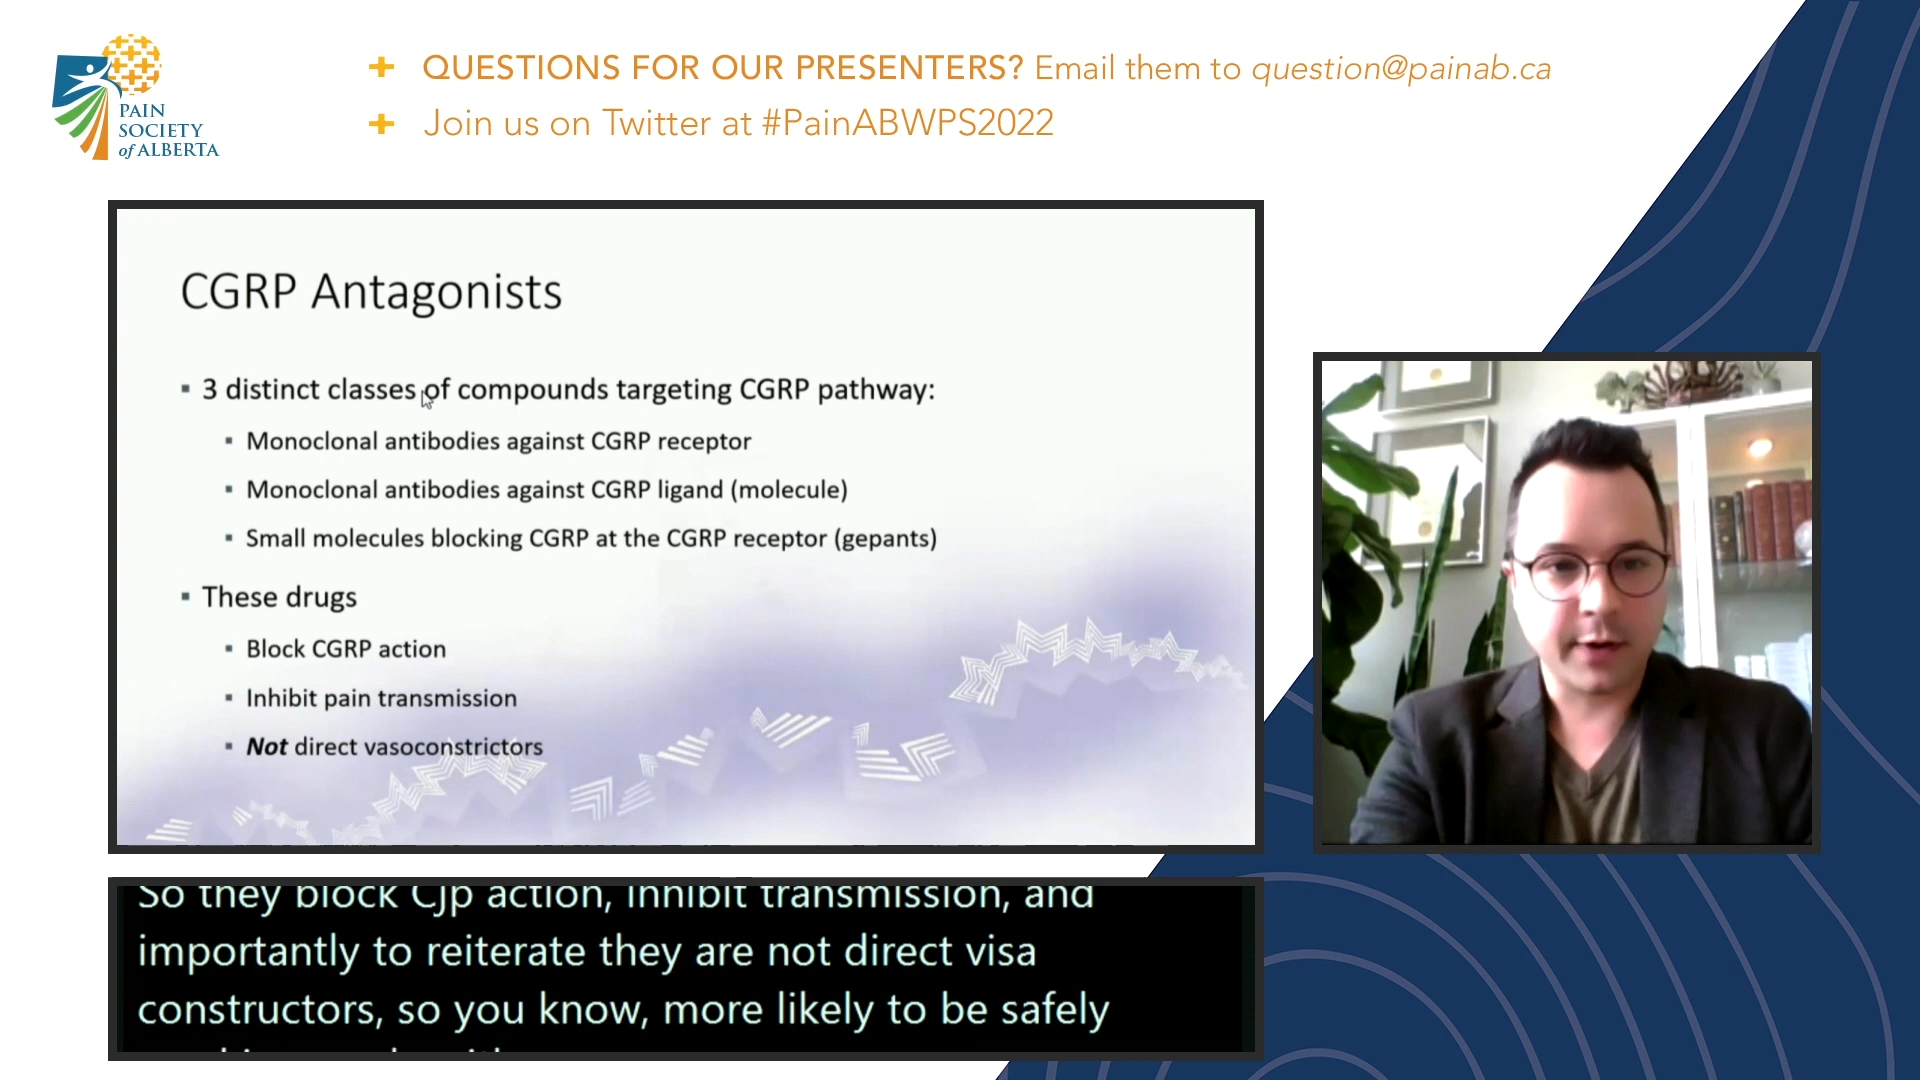 PAIN
SOCIETY
of ALBERTA
QUESTIONS FOR OUR PRESENTERS? Email them to question@painab.ca
Join us on Twitter at #PainABWPS2022
CGRP Antagonists
3 distinct classes of compounds targeting CGRP pathway:
Monoclonal antibodies against CGRP receptor
Monoclonal antibodies against CGRP ligand (molecule)
Small molecules blocking CGRP at the CGRP receptor (gepants)
These drugs
Block CGRP action
Inhibit pain transmission
Not direct vasoconstrictors
So they block Cjp action, inhibit transmission, and
importantly to reiterate they are not direct visa
constructors, so you know, more likely to be safely